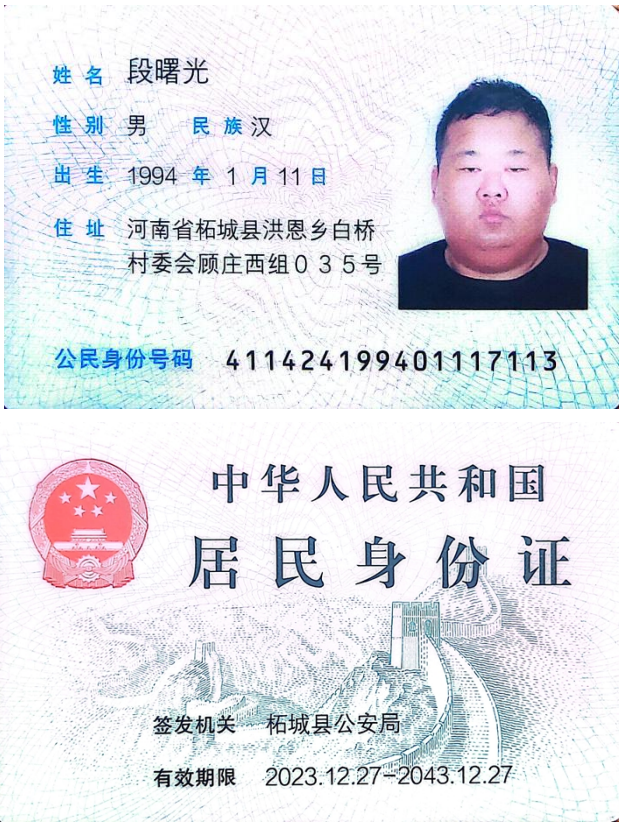 姓名 段曙光
性别 男 民族 汉
出生 1994 年 1 月 11 日
住址 河南省柘城县洪恩乡白桥
村委会顾庄西组035号
公民身份号码 411424199401117113
中华人民共和国
居民身份证
签发机关 柘城县公安局
有效期限 2023.12.27-2043.12.27